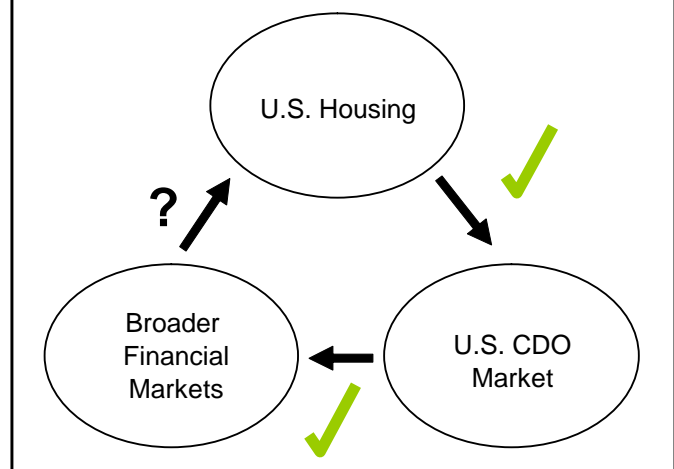 U.S. Housing
?
Broader
Financial
Markets
U.S. CDO
Market